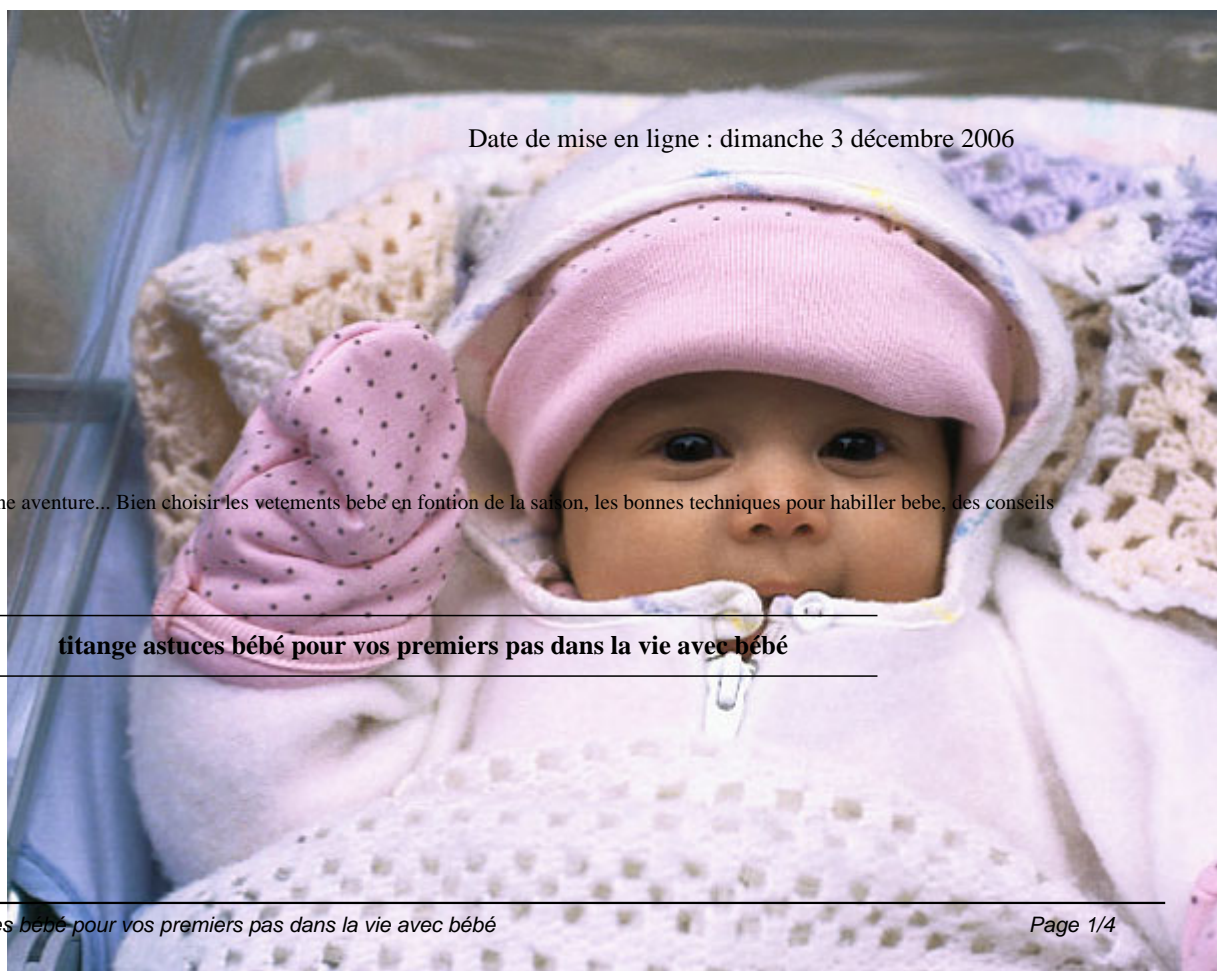 Date de mise en ligne : dimanche 3 décembre 2006
ne aventure... Bien choisir les vetements bebe en fontion de la saison, les bonnes techniques pour habiller bebe, des conseils
titange astuces bébé pour vos premiers pas dans la vie avec bébé
es bébé pour vos premiers pas dans la vie avec bébé Page 1/4